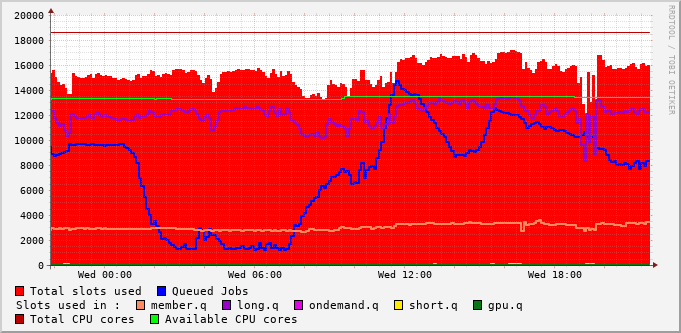 20000
18000
16000
14000
12000
10000
8000
6000
4000
2000
0
Wed 00:00 Wed 06:00 Wed 12:00 Wed 18:00
RRDTOOL / TOBI OETIKER
Total slots used Queued Jobs
Slots used in : member.q long.q ondemand.q short.q gpu.q
Total CPU cores Available CPU cores